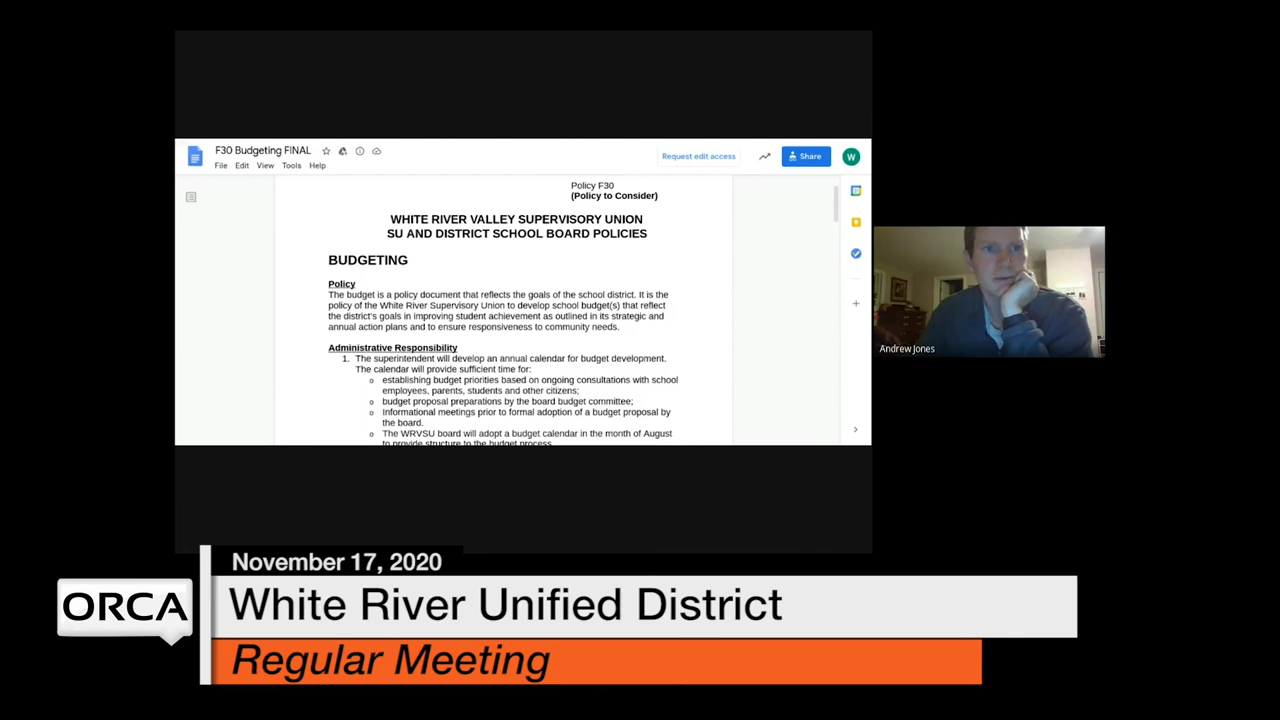 F30 Budgeting FINAL
File Edit View Tools Help
Request edit access
Share
W
Policy F30
(Policy to Consider)
WHITE RIVER VALLEY SUPERVISORY UNION
SU AND DISTRICT SCHOOL BOARD POLICIES
BUDGETING
Policy
The budget is a policy document that reflects the goals of the school district. It is the
policy of the White River Supervisory Union to develop school budget(s) that reflect
the district's goals in improving student achievement as outlined in its strategic and
annual action plans and to ensure responsiveness to community needs.
Administrative Responsibility
1. The superintendent will develop an annual calendar for budget development.
The calendar will provide sufficient time for:
o establishing budget priorities based on ongoing consultations with school
employees, parents, students and other citizens;
o budget proposal preparations by the board budget committee;
o Informational meetings prior to formal adoption of a budget proposal by
the board.
o The WRVSU board will adopt a budget calendar in the month of August
to provide structure to the budget process
Andrew Jones
November 17, 2020
ORCA
White River Unified District
Regular Meeting